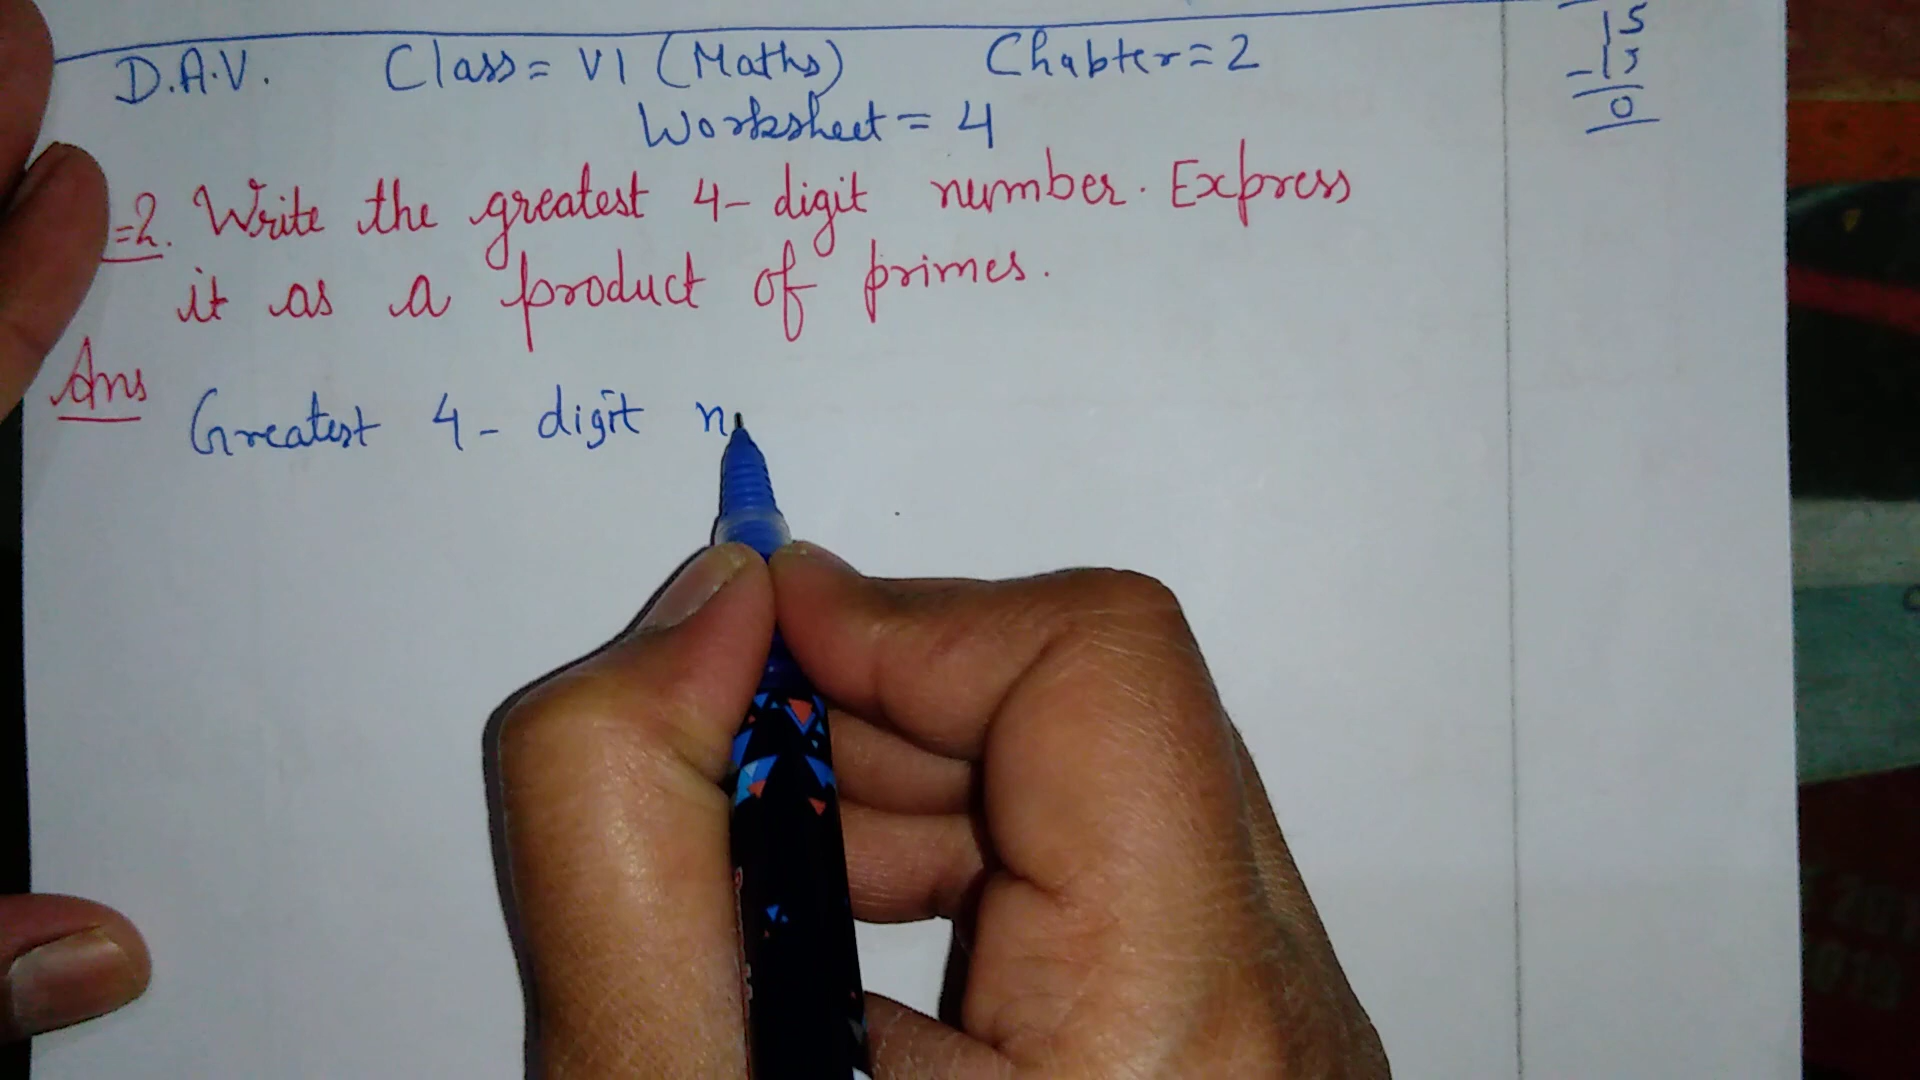 D.A.V. Class = VI (Maths) Chapter = 2
Worksheet = 4
=2. Write the greatest 4-digit number. Express
it as a product of primes.
Ans
Greatest 4-digit n
15
-15
0